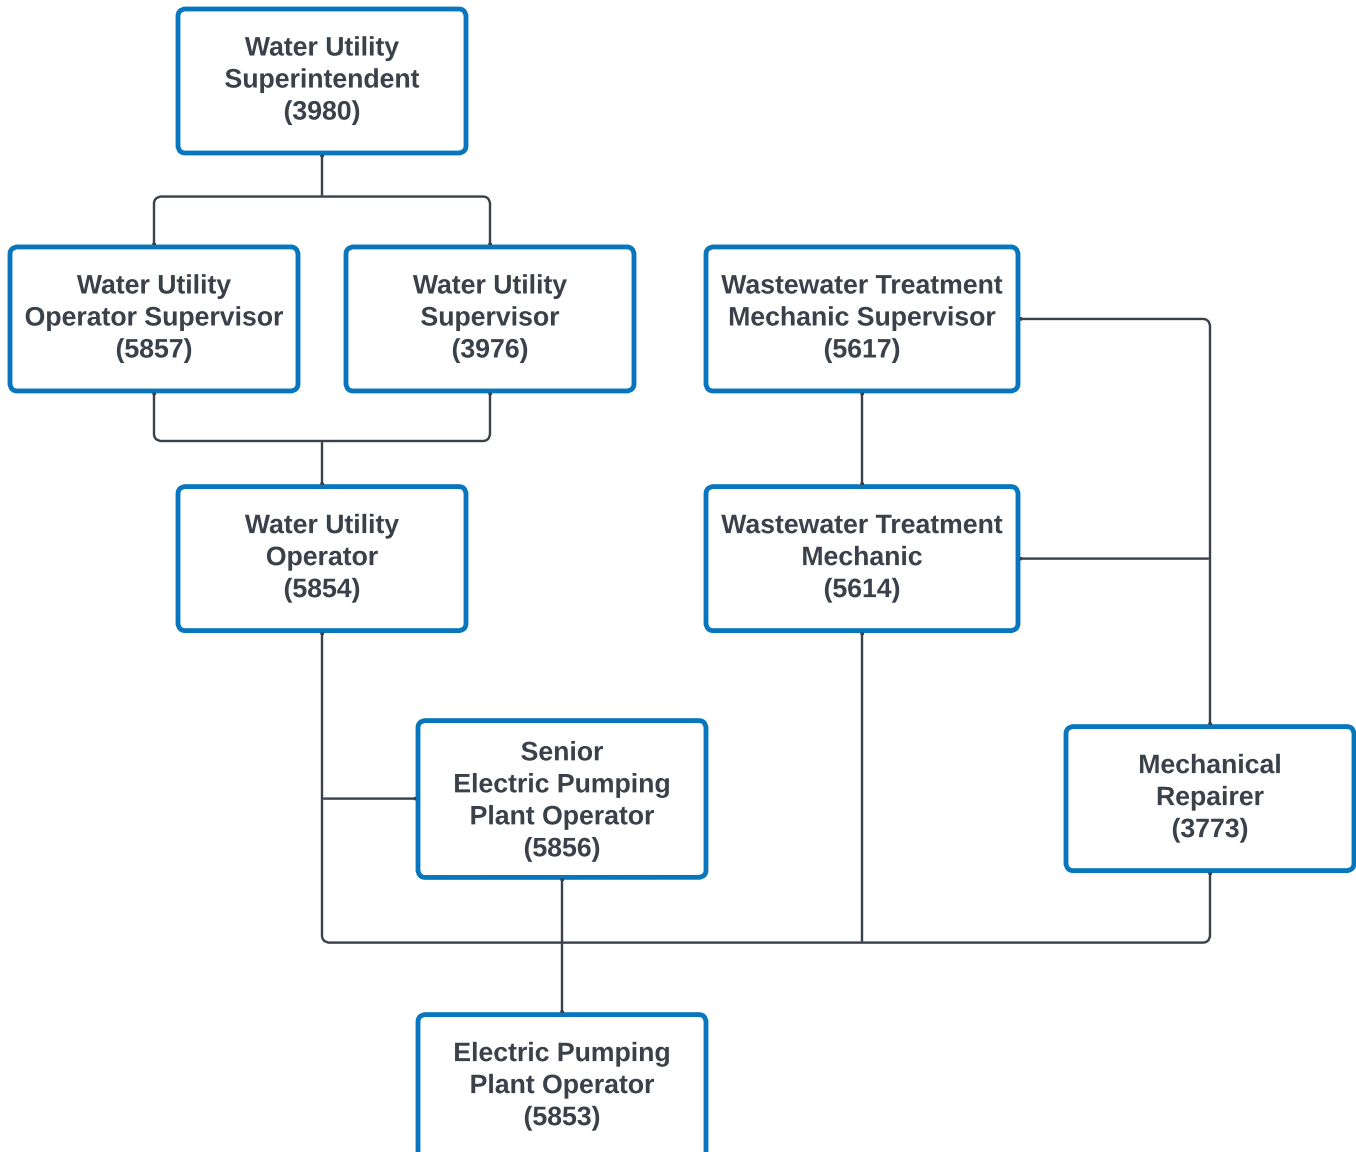 Water Utility
Superintendent
(3980)
Water Utility
Operator Supervisor
(5857)
Water Utility
Supervisor
(3976)
Wastewater Treatment
Mechanic Supervisor
(5617)
Water Utility
Operator
(5854)
Wastewater Treatment
Mechanic
(5614)
Senior
Electric Pumping
Plant Operator
(5856)
Mechanical
Repairer
(3773)
Electric Pumping
Plant Operator
(5853)